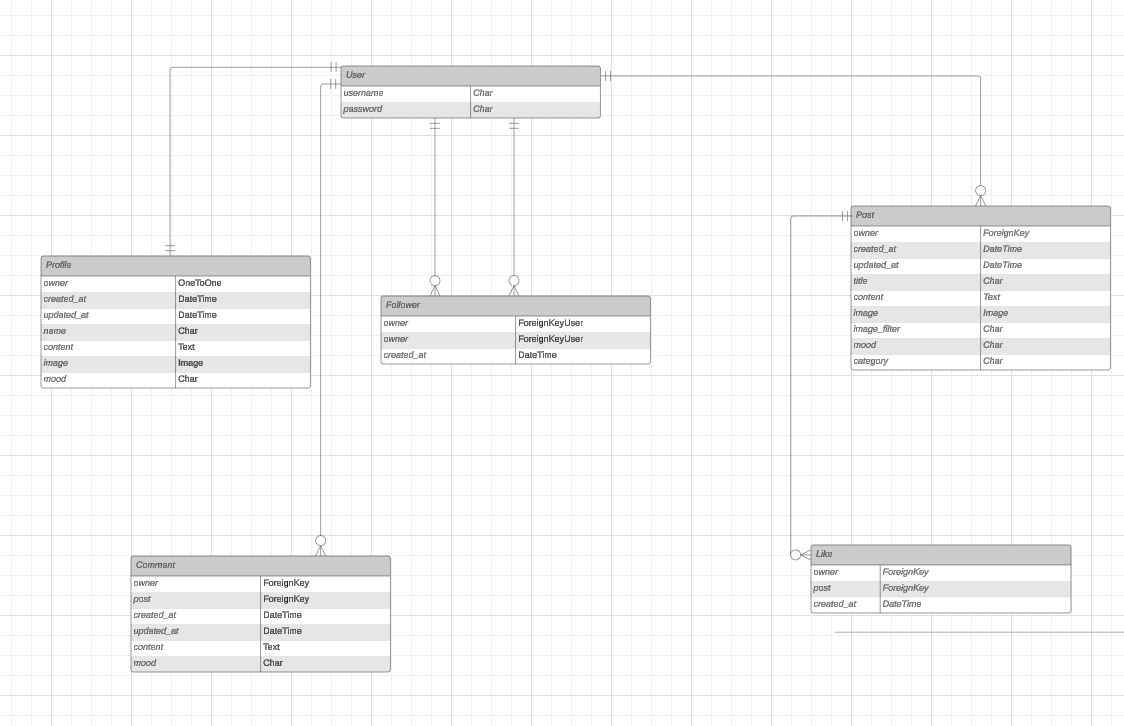 User
username Char
password Char
Profile
owner OneToOne
created_at DateTime
updated_at DateTime
name Char
content Text
image Image
mood Char
Follower
owner ForeignKeyUser
owner ForeignKeyUser
created_at DateTime
Post
owner ForeignKey
created_at DateTime
updated_at DateTime
title Char
content Text
image Image
image_filter Char
mood Char
category Char
Comment
owner ForeignKey
post ForeignKey
created_at DateTime
updated_at DateTime
content Text
mood Char
Like
owner ForeignKey
post ForeignKey
created_at DateTime